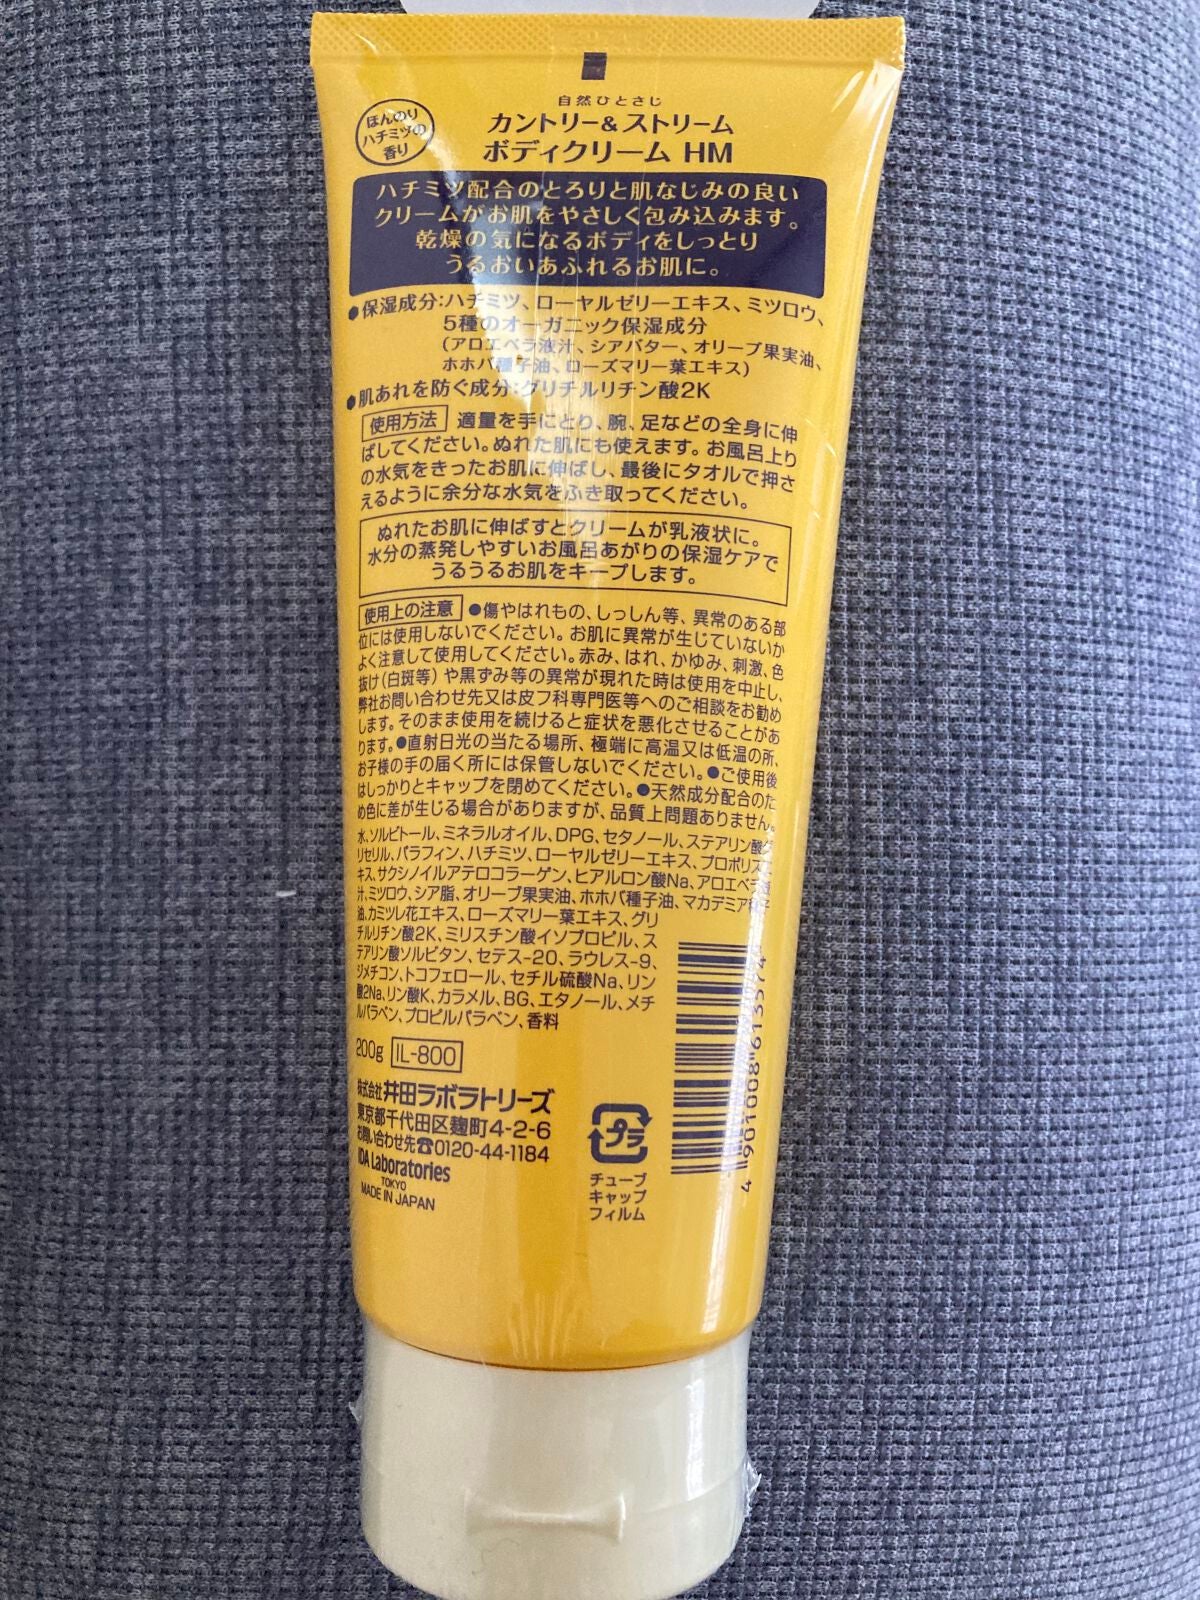 自然ひとさじ
カントリー&ストリーム
ボディクリーム HM
ほんのり
ハチミツの
香り
ハチミツ配合のとろりと肌なじみの良い
クリームがお肌をやさしく包み込みます。
乾燥の気になるボディをしっとり
うるおいあふれるお肌に。
●保湿成分:ハチミツ、ローヤルゼリーエキス、ミツロウ、
5種のオーガニック保湿成分
(アロエベラ液汁、シアバター、オリーブ果実油、
ホホバ種子油、ローズマリー葉エキス)
●肌あれを防ぐ成分:グリチルリチン酸2K
使用方法 適量を手にとり、腕、足などの全身に伸
ばしてください。ぬれた肌にも使えます。お風呂上り
の水気をきったお肌に伸ばし、最後にタオルで押さ
えるように余分な水気をふき取ってください。
ぬれたお肌に伸ばすとクリームが乳液状に。
水分の蒸発しやすいお風呂あがりの保湿ケアで
うるうるお肌をキープします。
使用上の注意 ●傷やはれもの、しっしん等、異常のある部
位には使用しないでください。お肌に異常が生じていないか
よく注意して使用してください。赤み、はれ、かゆみ、刺激、色
抜け(白斑等)や黒ずみ等の異常が現れた時は使用を中止し、
弊社お問い合わせ先又は皮フ科専門医等へのご相談をお勧め
します。そのまま使用を続けると症状を悪化させることがあ
ります。●直射日光の当たる場所、極端に高温又は低温の所、
お子様の手の届く所には保管しないでください。●ご使用後
はしっかりとキャップを閉めてください。●天然成分配合のた
め色に差が生じる場合がありますが、品質上問題ありません。
水、ソルビトール、ミネラルオイル、DPG、セタノール、ステアリン酸グ
リセリル、パラフィン、ハチミツ、ローヤルゼリーエキス、プロポリスエ
キス、サクシノイルアテロコラーゲン、ヒアルロン酸Na、アロエベラ液
汁、ミツロウ、シア脂、オリーブ果実油、ホホバ種子油、マカデミア種子
油、カミツレ花エキス、ローズマリー葉エキス、グリ
チルリチン酸2K、ミリスチン酸イソプロピル、ス
テアリン酸ソルビタン、セテス-20、ラウレス-9、
ジメチコン、トコフェロール、セチル硫酸Na、リン
酸2Na、リン酸K、カラメル、BG、エタノール、メチ
ルパラベン、プロピルパラベン、香料
200g IL-800
株式会社 井田ラボラトリーズ
東京都千代田区麹町4-2-6
お問い合わせ先☎0120-44-1184
IDA Laboratories
TOKYO
MADE IN JAPAN
プラ
チューブ
キャップ
フィルム
4 901008 613574